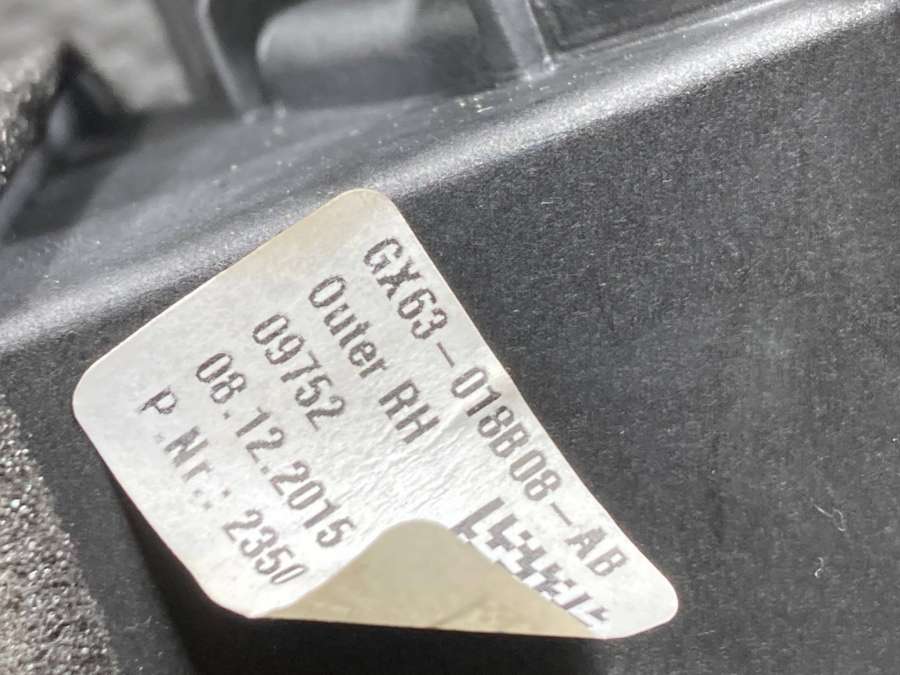 GX63-018B08-AB
Outer RH
09752
08.12.2015
P.Nr.: 2350